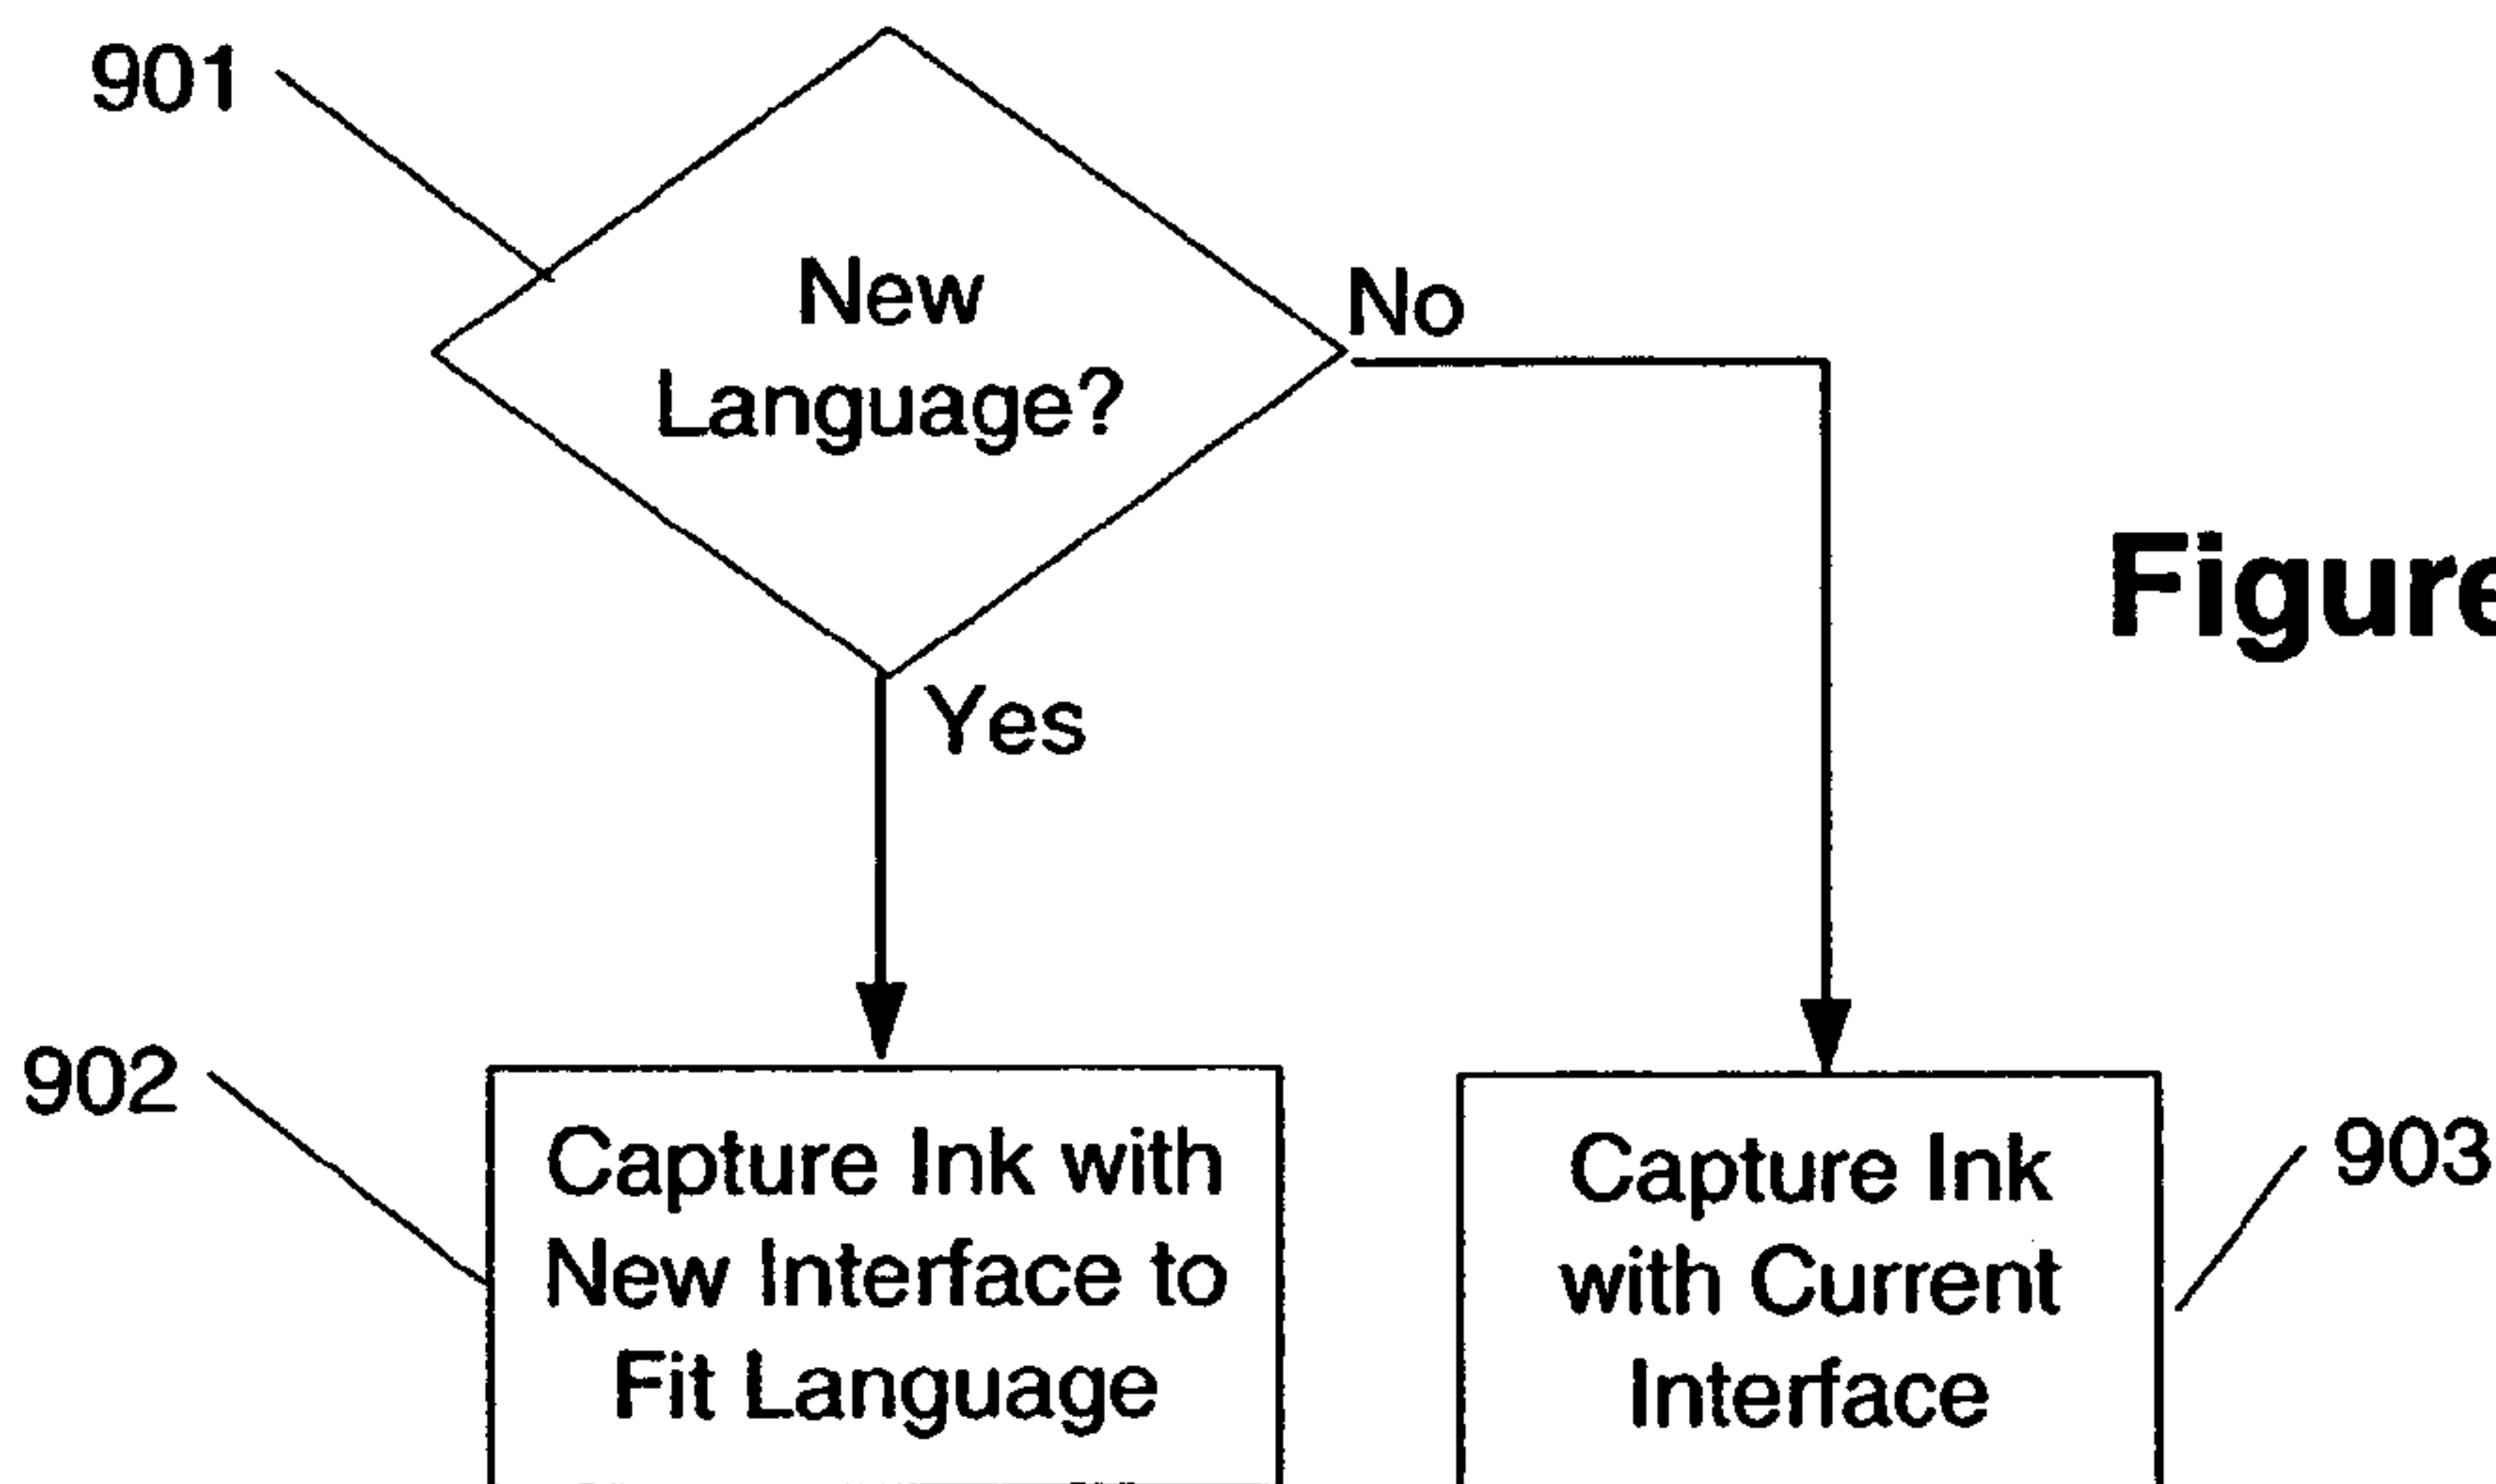 901
New
Language?
No
Figure
Yes
902
Capture Ink with
New Interface to
Fit Language
Capture Ink
with Current
Interface
903